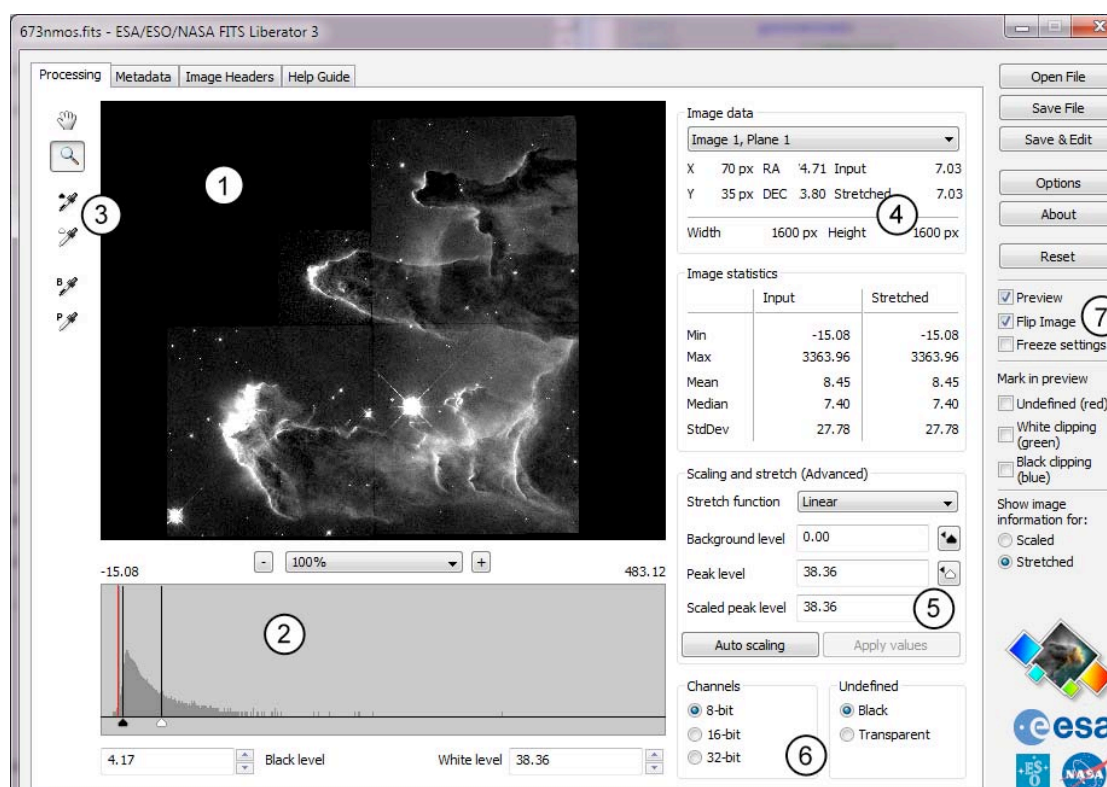 673nmos.fits - ESA/ESO/NASA FITS Liberator 3
Processing Metadata Image Headers Help Guide
1
3
B
P
- 100% +
-15.08 483.12
2
4.17 Black level White level 38.36
Image data
Image 1, Plane 1
X 70 px RA '4.71 Input 7.03
Y 35 px DEC 3.80 Stretched 7.03
4
Width 1600 px Height 1600 px
Image statistics
Input Stretched
Min -15.08 -15.08
Max 3363.96 3363.96
Mean 8.45 8.45
Median 7.40 7.40
StdDev 27.78 27.78
Scaling and stretch (Advanced)
Stretch function Linear
Background level 0.00
Peak level 38.36
Scaled peak level 38.36
5
Auto scaling Apply values
Channels
8-bit
16-bit
32-bit
6
Undefined
Black
Transparent
Open File
Save File
Save & Edit
Options
About
Reset
Preview
Flip Image
7
Freeze settings
Mark in preview
Undefined (red)
White clipping
(green)
Black clipping
(blue)
Show image
information for:
Scaled
Stretched
esa
ES
O
NASA